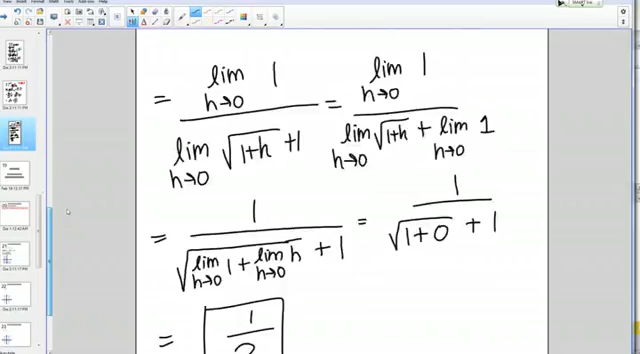 = lim h→0 1 / lim h→0 √(1+h) + 1 = lim h→0 1 / lim h→0 √(1+h) + lim h→0 1
= 1 / √(lim h→0 1 + lim h→0 h) + 1 = 1 / √(1+0) + 1
= 1 / 2